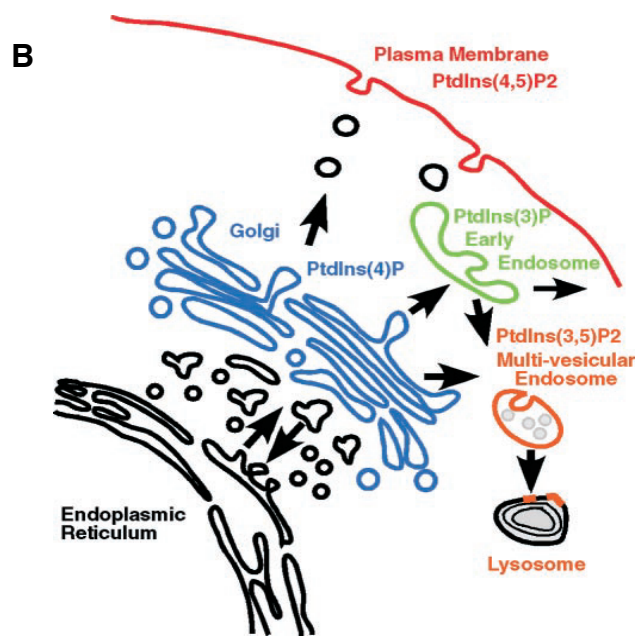 B
Plasma Membrane
PtdIns(4,5)P2
Golgi
PtdIns(4)P
PtdIns(3)P
Early
Endosome
PtdIns(3,5)P2
Multi-vesicular
Endosome
Endoplasmic
Reticulum
Lysosome